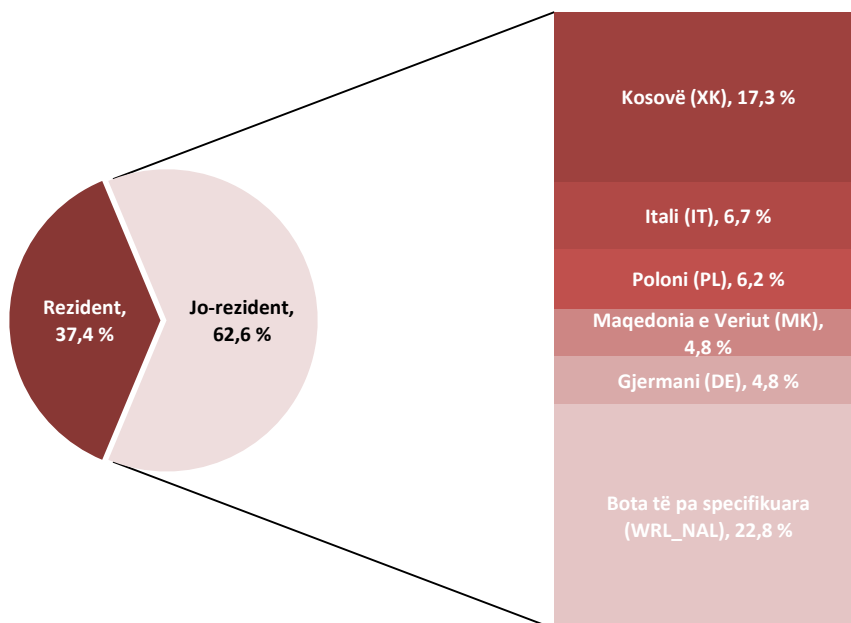 Rezident,
37,4 %
Jo-rezident,
62,6 %
Kosovë (XK), 17,3 %
Itali (IT), 6,7 %
Poloni (PL), 6,2 %
Maqedonia e Veriut (MK),
4,8 %
Gjermani (DE), 4,8 %
Bota të pa specifikuara
(WRL_NAL), 22,8 %